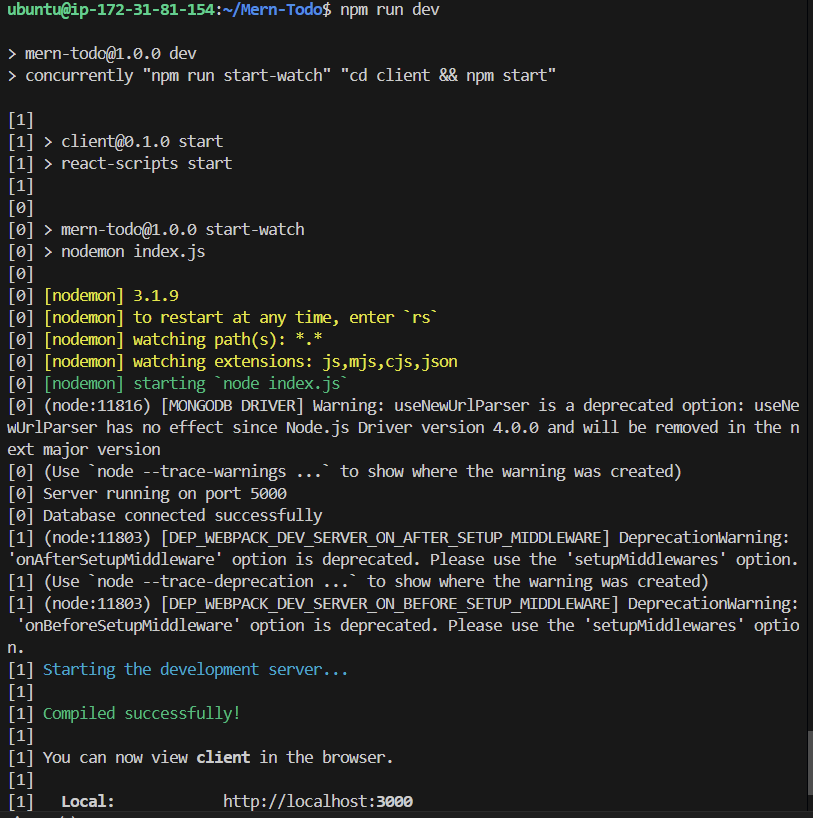 ubuntu@ip-172-31-81-154:~/Mern-Todo$ npm run dev
> mern-todo@1.0.0 dev
> concurrently "npm run start-watch" "cd client && npm start"
[1]
[1] > client@0.1.0 start
[1] > react-scripts start
[1]
[0]
[0] > mern-todo@1.0.0 start-watch
[0] > nodemon index.js
[0]
[0] [nodemon] 3.1.9
[0] [nodemon] to restart at any time, enter `rs`
[0] [nodemon] watching path(s): *.*
[0] [nodemon] watching extensions: js,mjs,cjs,json
[0] [nodemon] starting `node index.js`
[0] (node:11816) [MONGODB DRIVER] Warning: useNewUrlParser is a deprecated option: useNe
wUrlParser has no effect since Node.js Driver version 4.0.0 and will be removed in the n
ext major version
[0] (Use `node --trace-warnings ...` to show where the warning was created)
[0] Server running on port 5000
[0] Database connected successfully
[1] (node:11803) [DEP_WEBPACK_DEV_SERVER_ON_AFTER_SETUP_MIDDLEWARE] DeprecationWarning:
'onAfterSetupMiddleware' option is deprecated. Please use the 'setupMiddlewares' option.
[1] (Use `node --trace-deprecation ...` to show where the warning was created)
[1] (node:11803) [DEP_WEBPACK_DEV_SERVER_ON_BEFORE_SETUP_MIDDLEWARE] DeprecationWarning:
'onBeforeSetupMiddleware' option is deprecated. Please use the 'setupMiddlewares' optio
n.
[1] Starting the development server...
[1]
[1] Compiled successfully!
[1]
[1] You can now view client in the browser.
[1]
[1] Local: http://localhost:3000